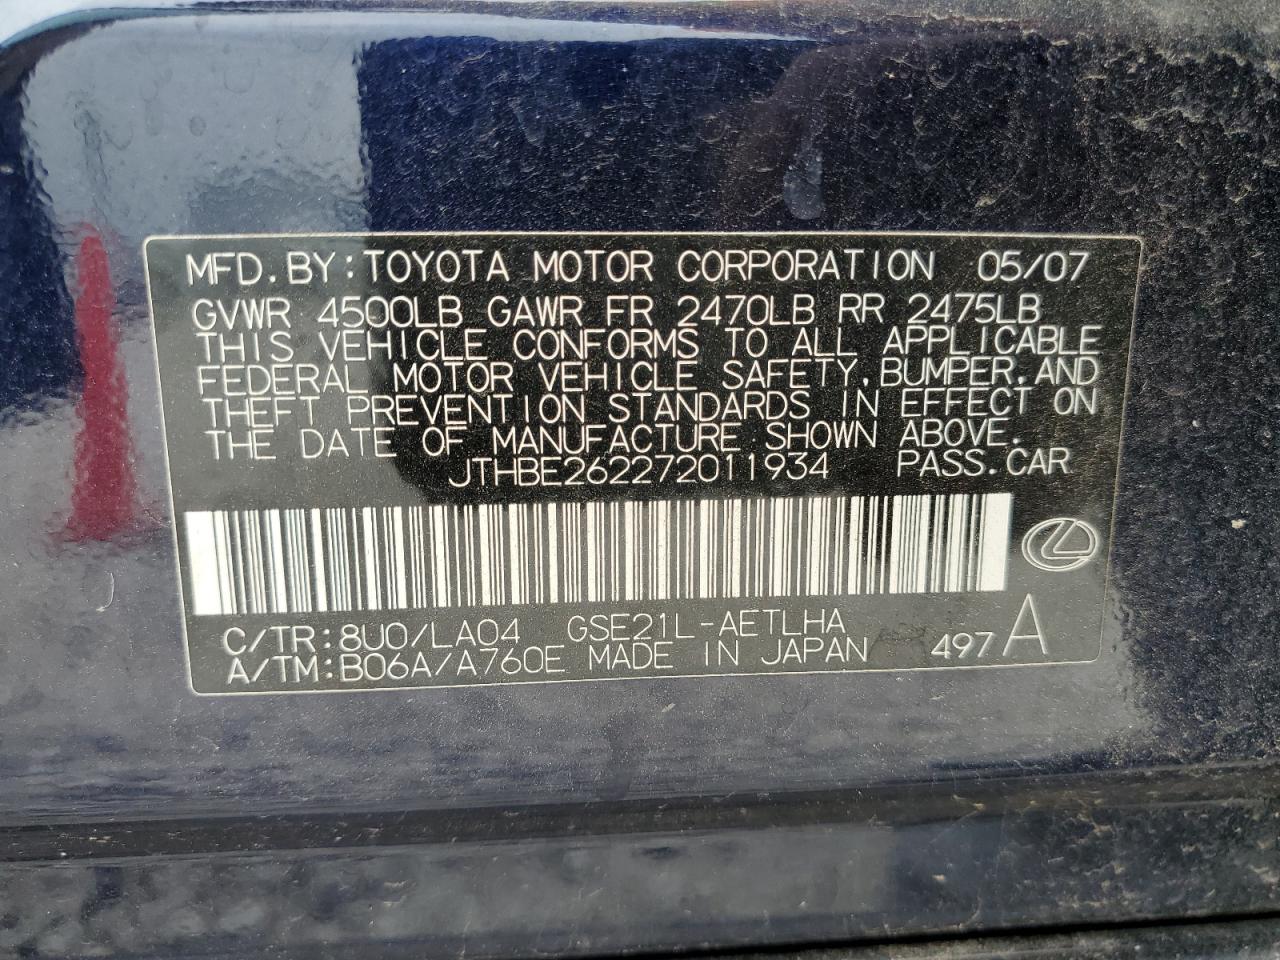 MFD. BY: TOYOTA MOTOR CORPORATION 05/07
GVWR 4500LB GAWR FR 2470LB RR 2475LB
THIS VEHICLE CONFORMS TO ALL APPLICABLE
FEDERAL MOTOR VEHICLE SAFETY, BUMPER, AND
THEFT PREVENTION STANDARDS IN EFFECT ON
THE DATE OF MANUFACTURE SHOWN ABOVE.
JTHBE262272011934 PASS. CAR
C/TR: 8U0/LA04 GSE21L-AETLHA
A/TM: B06A/A760E MADE IN JAPAN 497 A